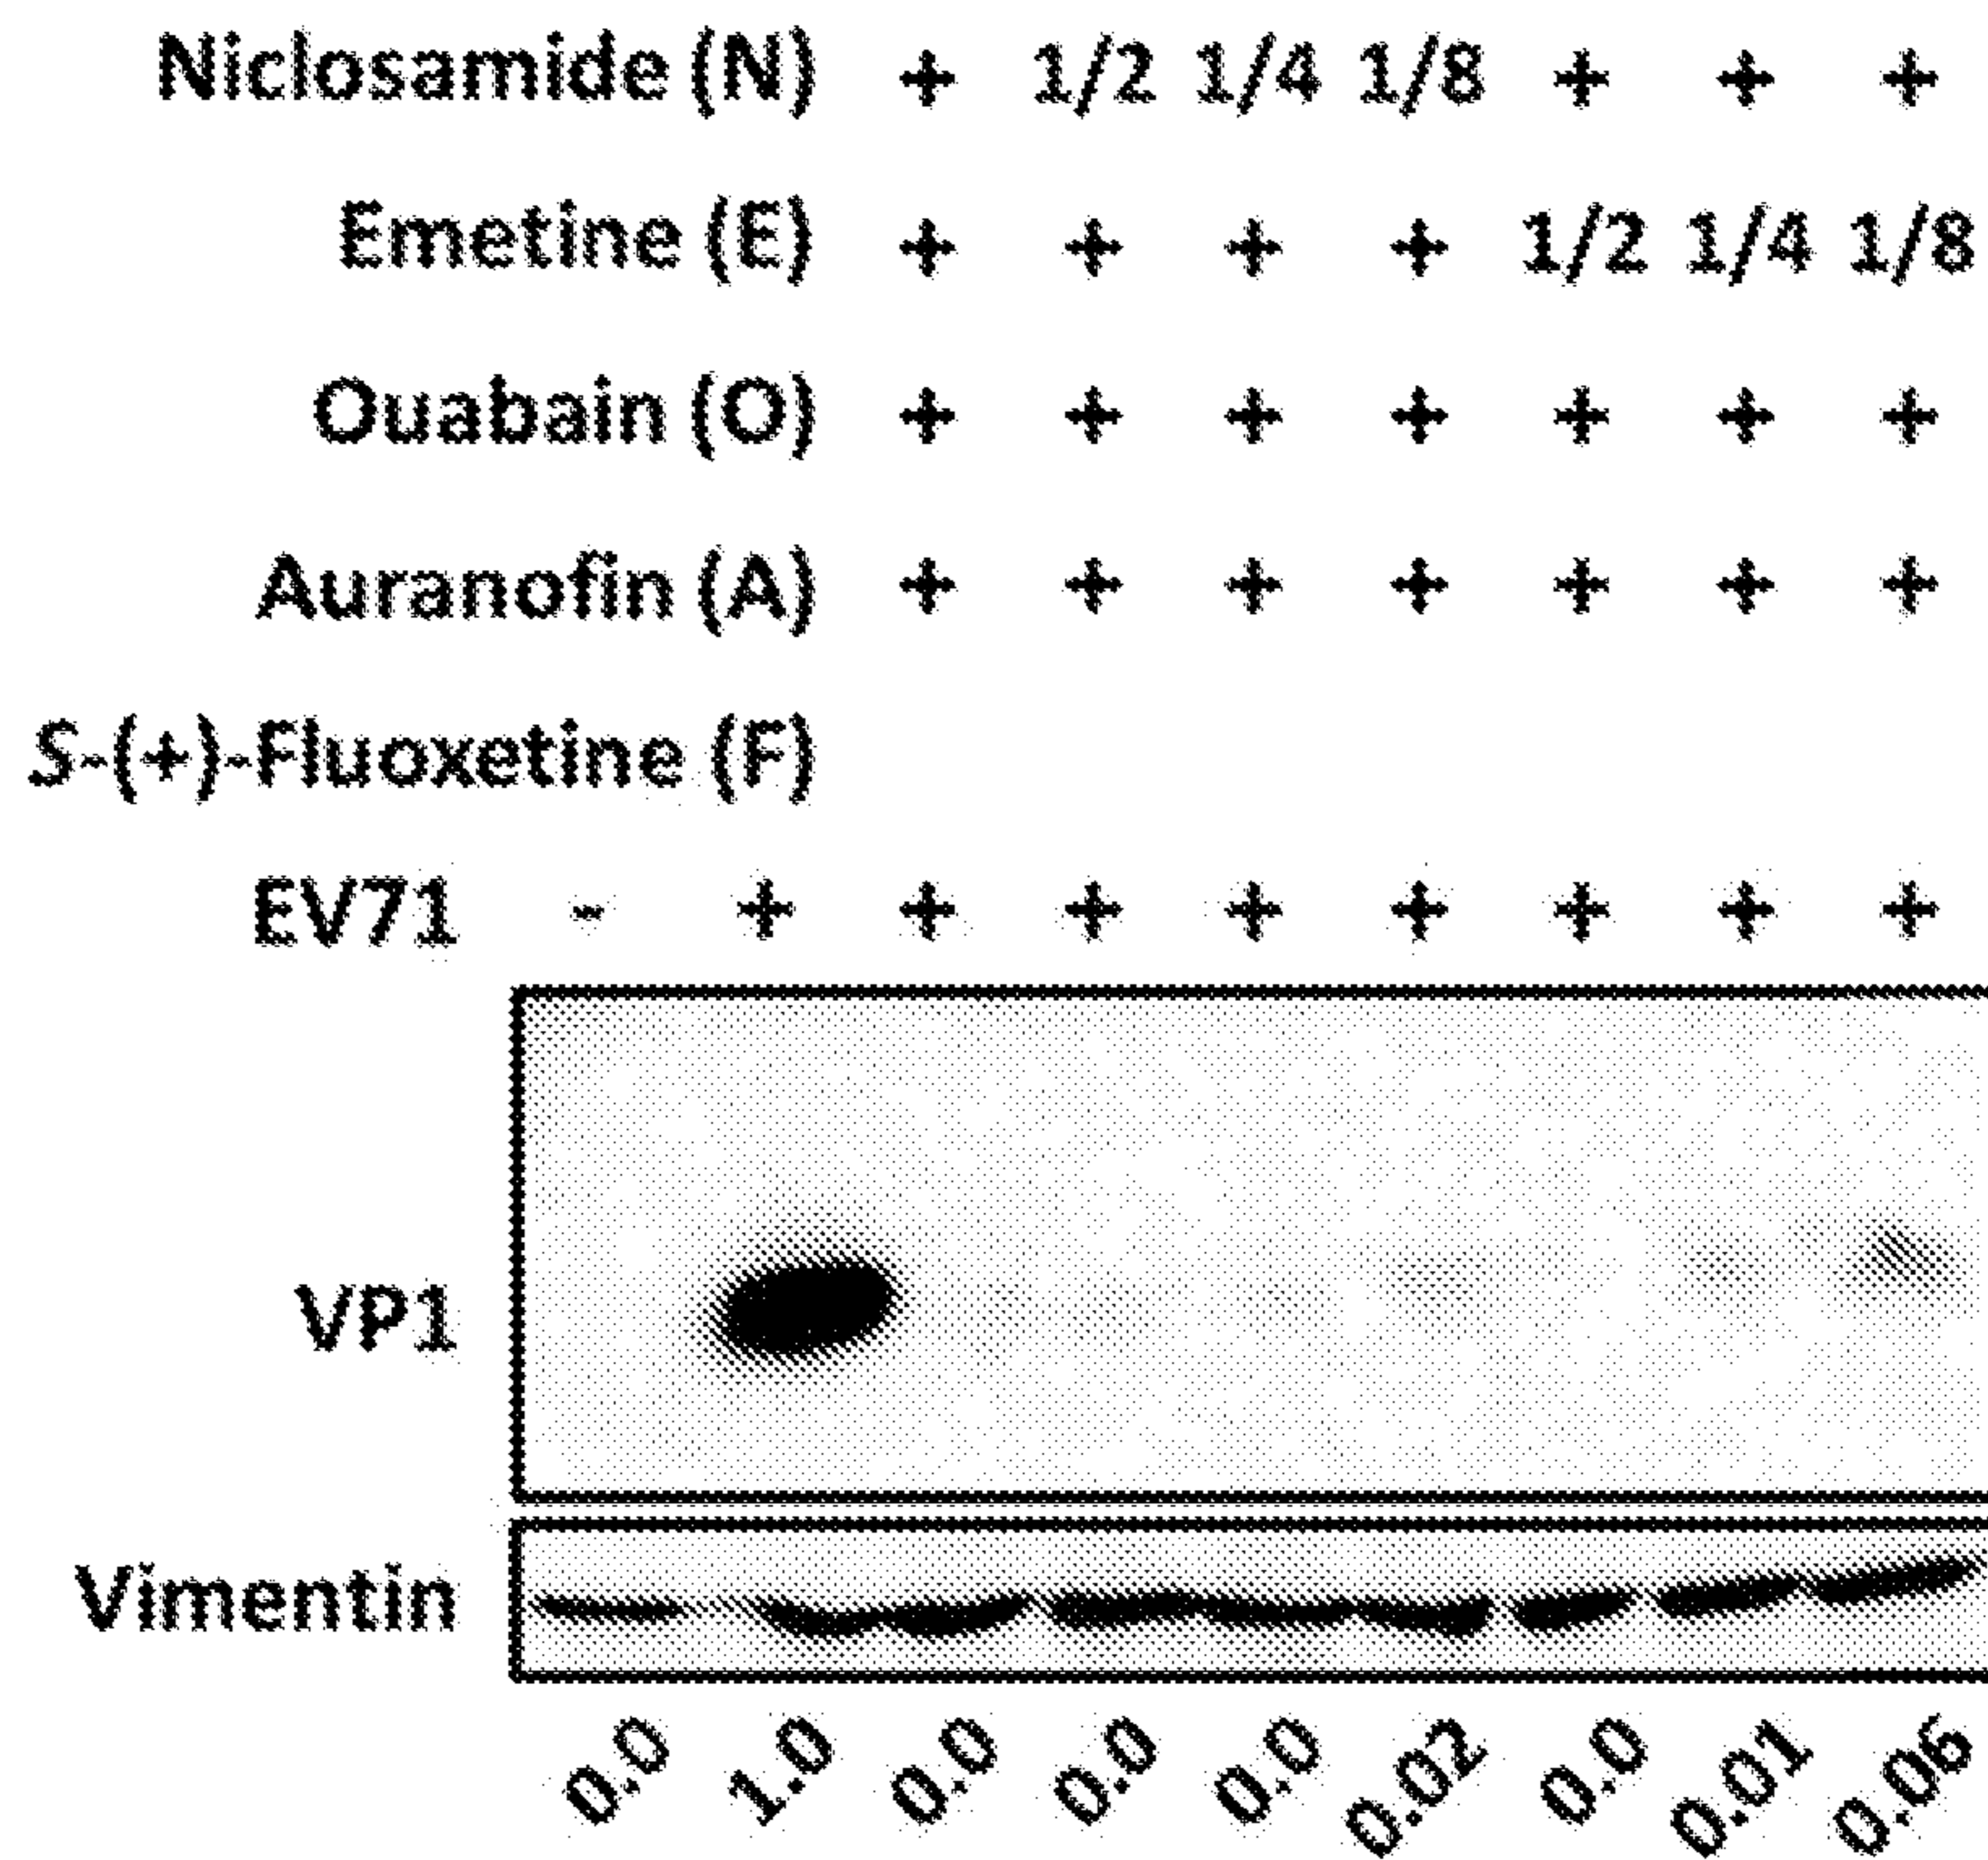 Niclosamide (N) + 1/2 1/4 1/8 + + +
Emetine (E) + + + + 1/2 1/4 1/8
Ouabain (O) + + + + + + +
Auranofin (A) + + + + + + +
S-(+)-Fluoxetine (F)
EV71 - + + + + + + + +
VP1
Vimentin
0.0 1.0 0.0 0.0 0.0 0.02 0.0 0.01 0.06